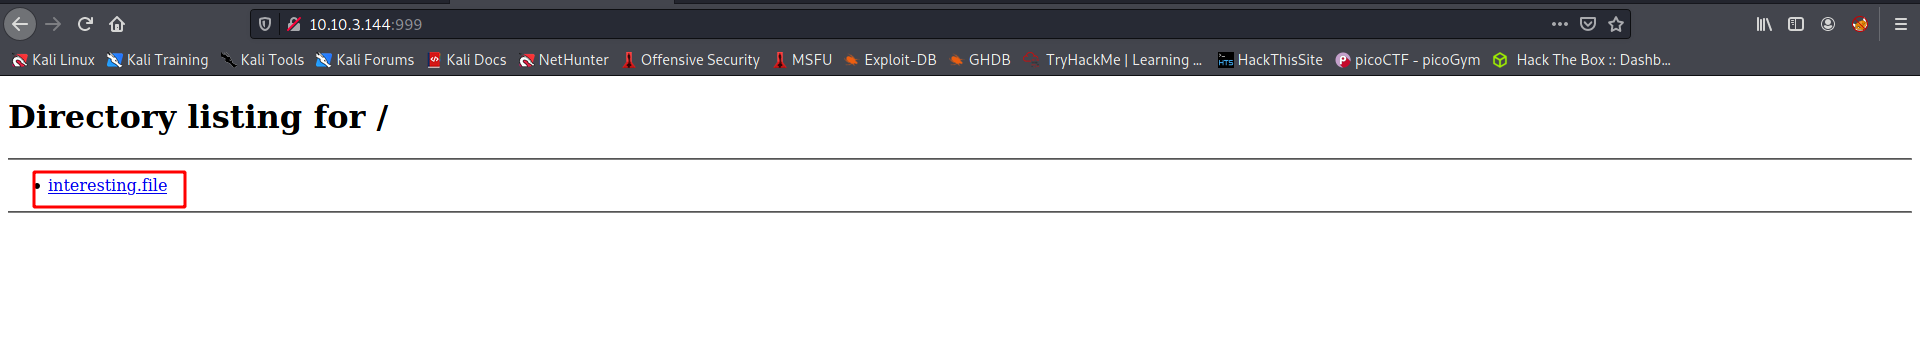 10.10.3.144:999
Kali Linux Kali Training Kali Tools Kali Forums Kali Docs NetHunter Offensive Security MSFU Exploit-DB GHDB TryHackMe | Learning ... HTS HackThisSite picoCTF - picoGym Hack The Box :: Dashb...
Directory listing for /
• interesting.file